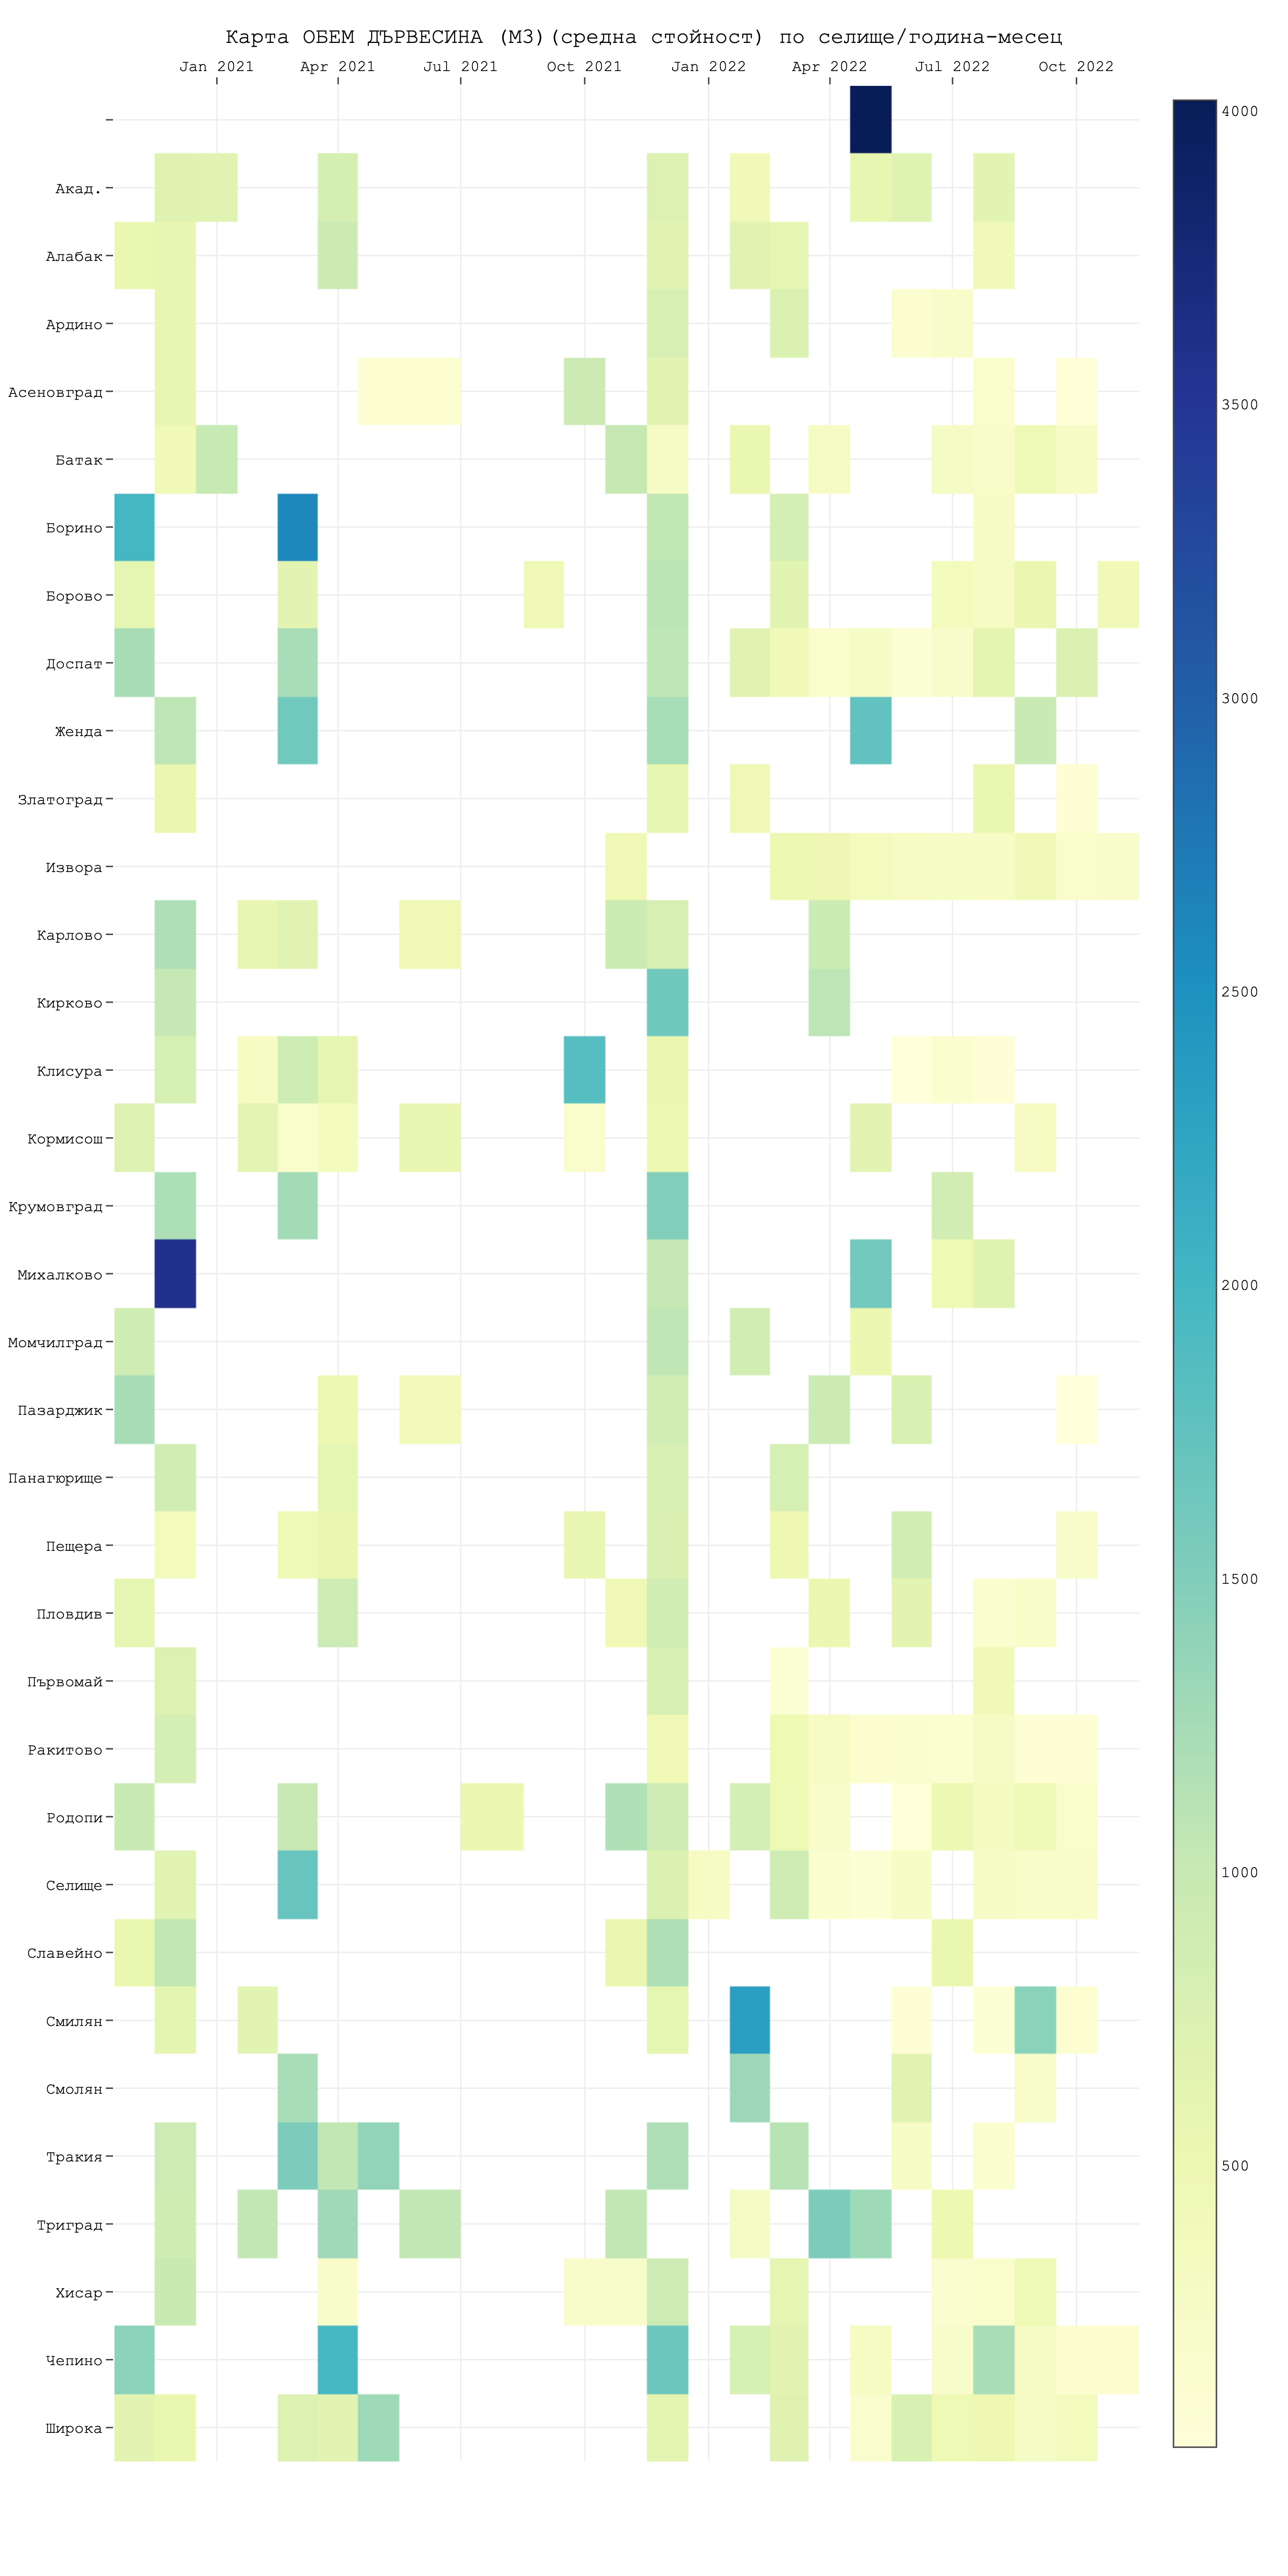 Карта ОБЕМ ДЪРВЕСИНА (М3)(средна стойност) по селище/година-месец
Jan 2021 Apr 2021 Jul 2021 Oct 2021 Jan 2022 Apr 2022 Jul 2022 Oct 2022
4000
Акад.
Алабак
Ардино
Асеновград
3500
Батак
Борино
Борово
Доспат
3000
Женда
Златоград
Извора
Карлово
2500
Кирково
Клисура
Кормисош
Крумовград
Михалково
2000
Момчилград
Пазарджик
Панагюрище
Пещера
1500
Пловдив
Първомай
Ракитово
Родопи
1000
Селище
Славейно
Смилян
Смолян
Тракия
500
Триград
Хисар
Чепино
Широка